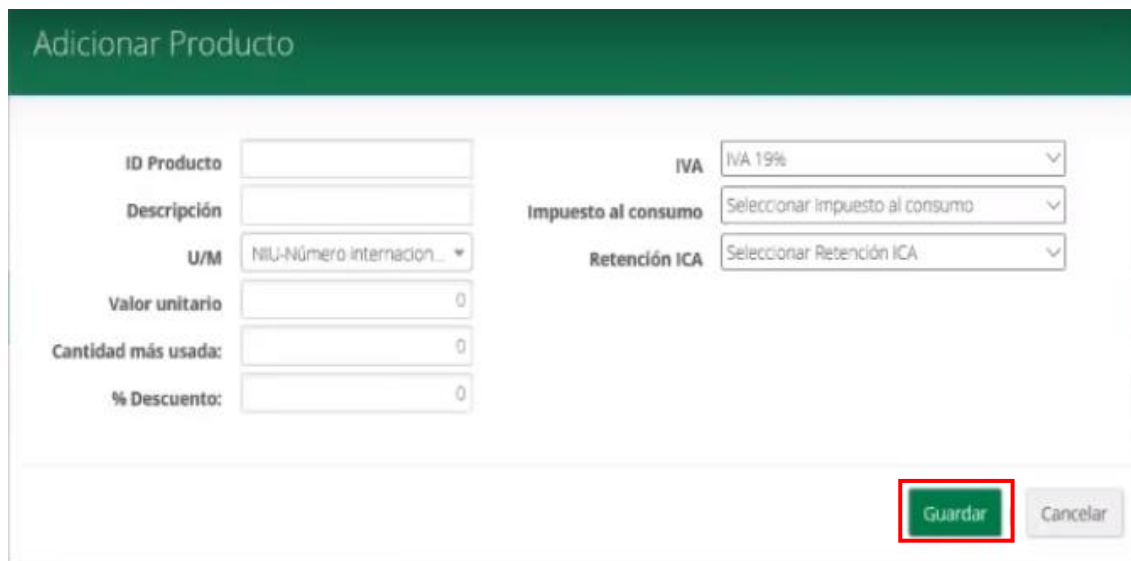 Adicionar Producto
ID Producto
Descripción
U/M NIU-Número internacion...
Valor unitario 0
Cantidad más usada: 0
% Descuento: 0
IVA IVA 19%
Impuesto al consumo Seleccionar impuesto al consumo
Retención ICA Seleccionar Retención ICA
Guardar Cancelar